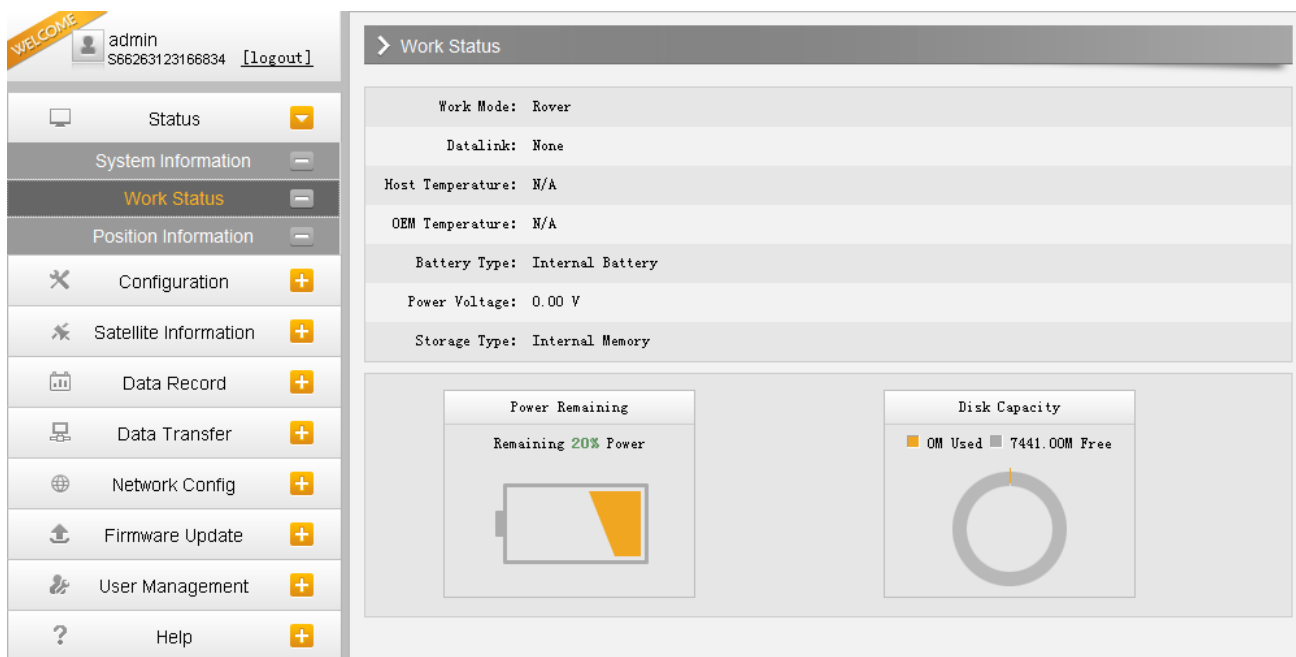 WELCOME
admin
S66263123166834 [logout]
Status
System Information
Work Status
Position Information
Configuration
Satellite Information
Data Record
Data Transfer
Network Config
Firmware Update
User Management
? Help
Work Status
Work Mode: Rover
Datalink: None
Host Temperature: N/A
OEM Temperature: N/A
Battery Type: Internal Battery
Power Voltage: 0.00 V
Storage Type: Internal Memory
Power Remaining
Remaining 20% Power
Disk Capacity
0M Used 7441.00M Free